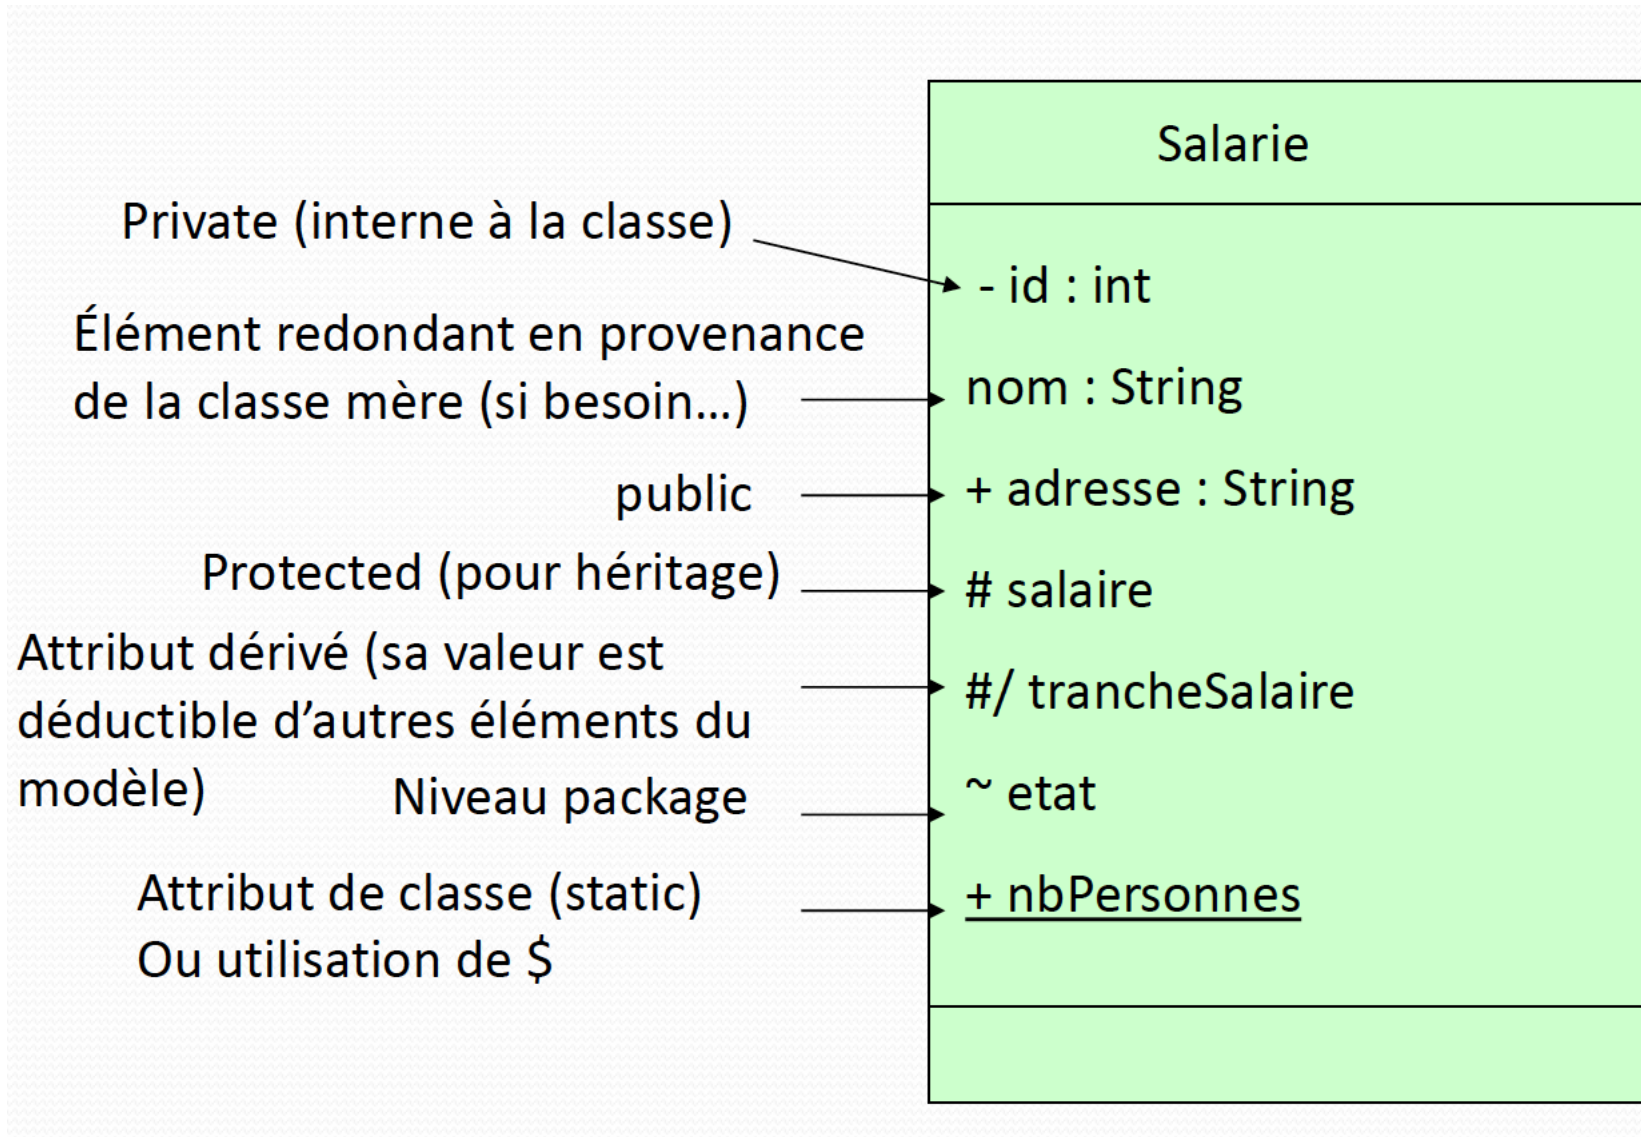 Salarie
Private (interne à la classe)
- id : int
Élément redondant en provenance
de la classe mère (si besoin...)
nom : String
public
+ adresse : String
Protected (pour héritage)
# salaire
Attribut dérivé (sa valeur est
déductible d’autres éléments du
modèle)
#/ trancheSalaire
Niveau package
~ etat
Attribut de classe (static)
Ou utilisation de $
+ nbPersonnes